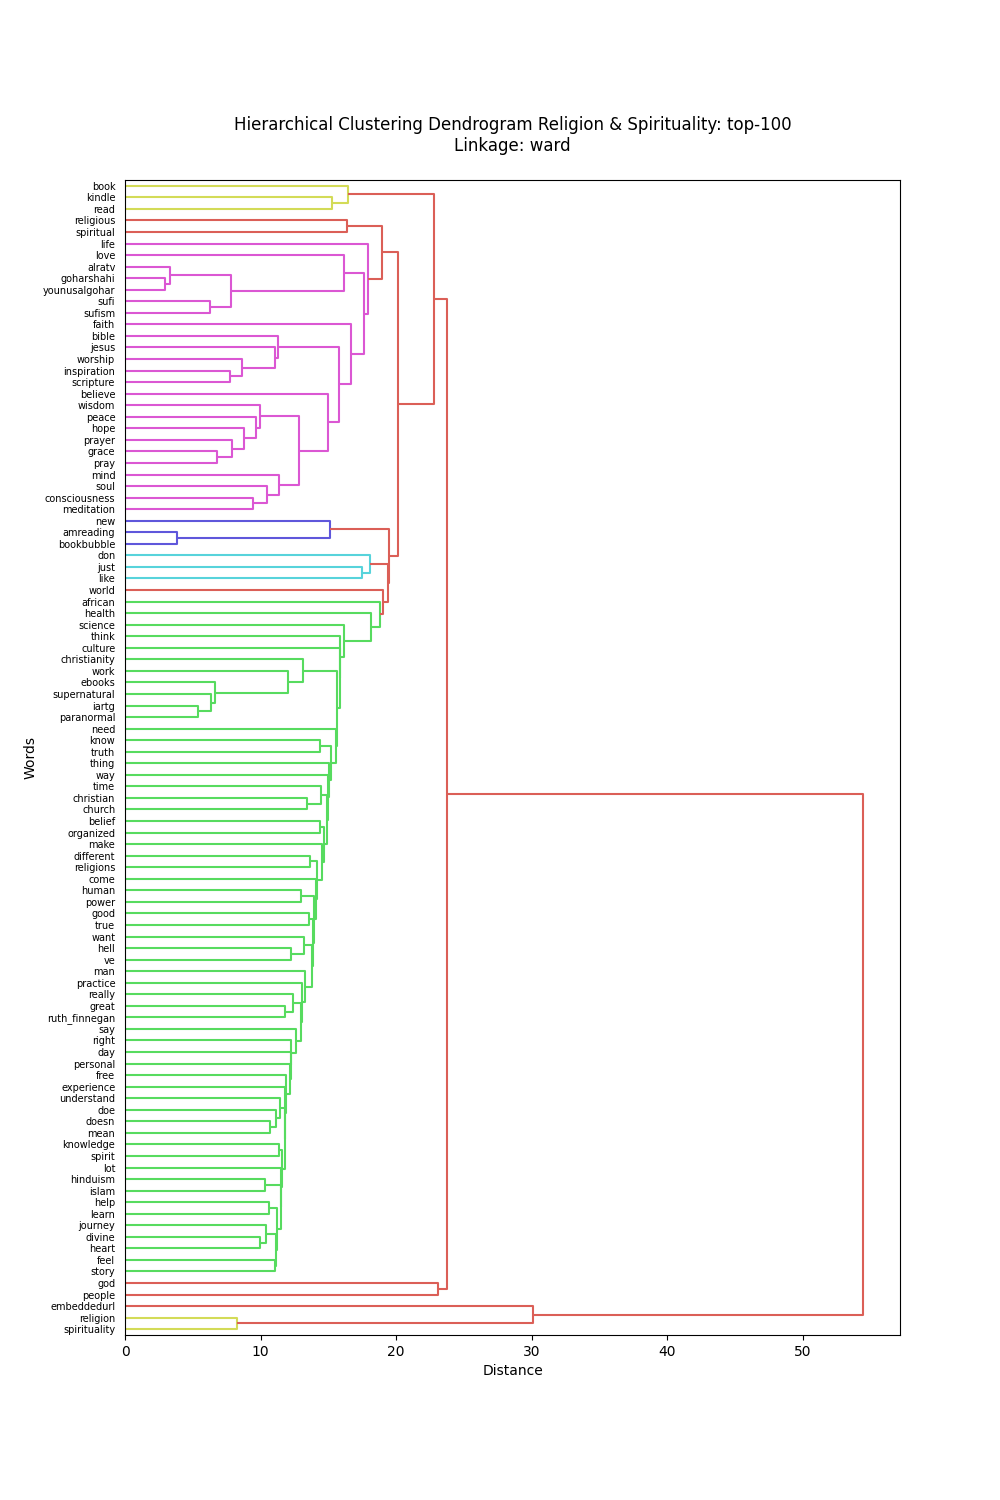 Hierarchical Clustering Dendrogram Religion & Spirituality: top-100
Linkage: ward
book
kindle
read
religious
spiritual
life
love
alratv
goharshahi
younusalgohar
sufi
sufism
faith
bible
jesus
worship
inspiration
scripture
believe
wisdom
peace
hope
prayer
grace
pray
mind
soul
consciousness
meditation
new
amreading
bookbubble
don
just
like
world
african
health
science
think
culture
christianity
work
ebooks
supernatural
iartg
paranormal
need
know
truth
thing
way
time
christian
church
belief
organized
make
different
religions
come
human
power
good
true
want
hell
ve
man
practice
really
great
ruth_finnegan
say
right
day
personal
free
experience
understand
doe
doesn
mean
knowledge
spirit
lot
hinduism
islam
help
learn
journey
divine
heart
feel
story
god
people
embeddedurl
religion
spirituality
Words
0 10 20 30 40 50
Distance